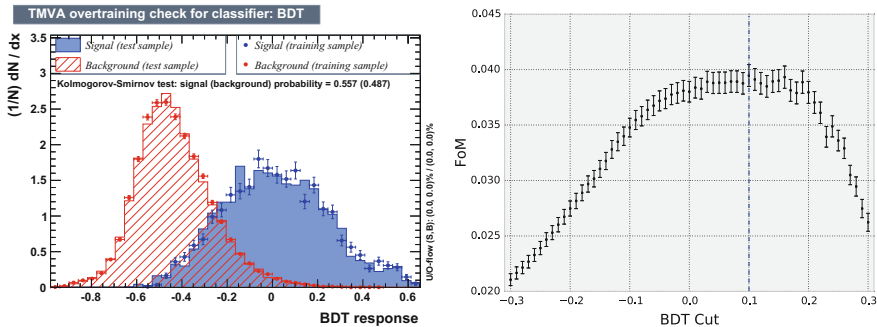 TMVA overtraining check for classifier: BDT
(1/N) dN / dx
Signal (test sample)
Background (test sample)
Signal (training sample)
Background (training sample)
Kolmogorov-Smirnov test: signal (background) probability = 0.557 (0.487)
3.5
3
2.5
2
1.5
1
0.5
0
-0.8 -0.6 -0.4 -0.2 0 0.2 0.4 0.6
BDT response
U/O-flow (S,B): (0.0, 0.0)% / (0.0, 0.0)%
FoM
0.045
0.040
0.035
0.030
0.025
0.020
−0.3 −0.2 −0.1 0.0 0.1 0.2 0.3
BDT Cut